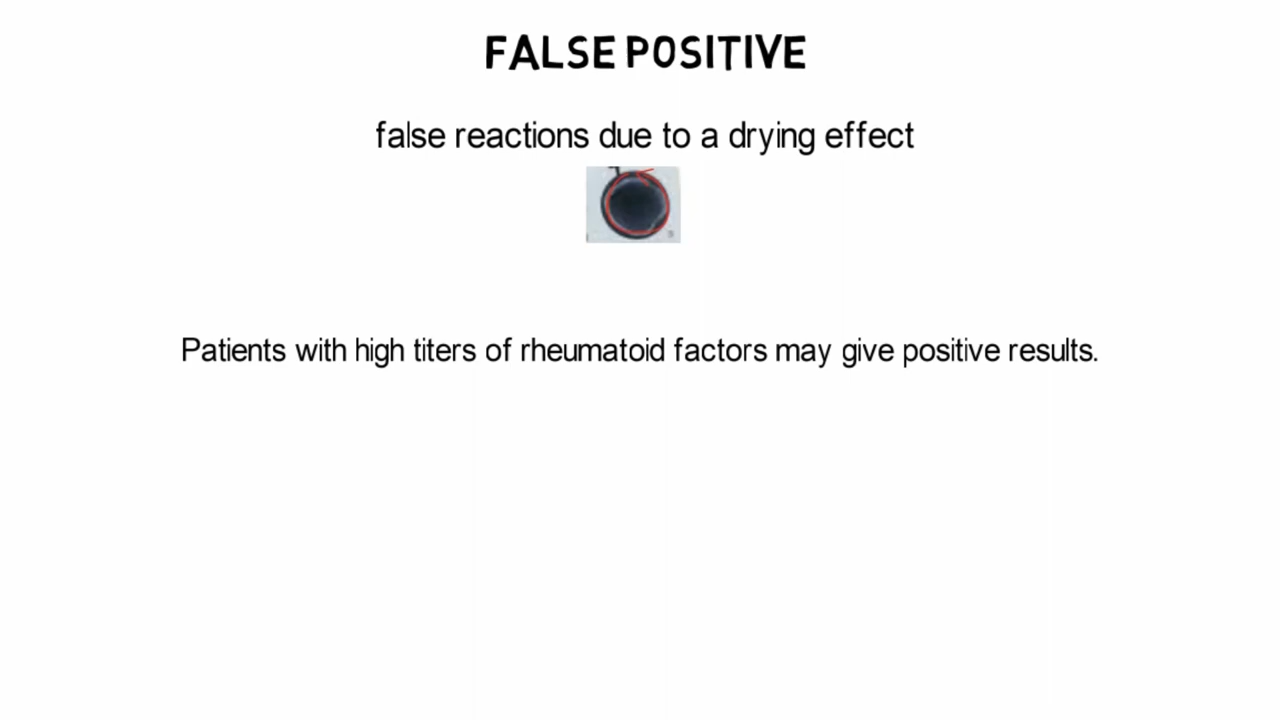 FALSE POSITIVE
false reactions due to a drying effect
Patients with high titers of rheumatoid factors may give positive results.